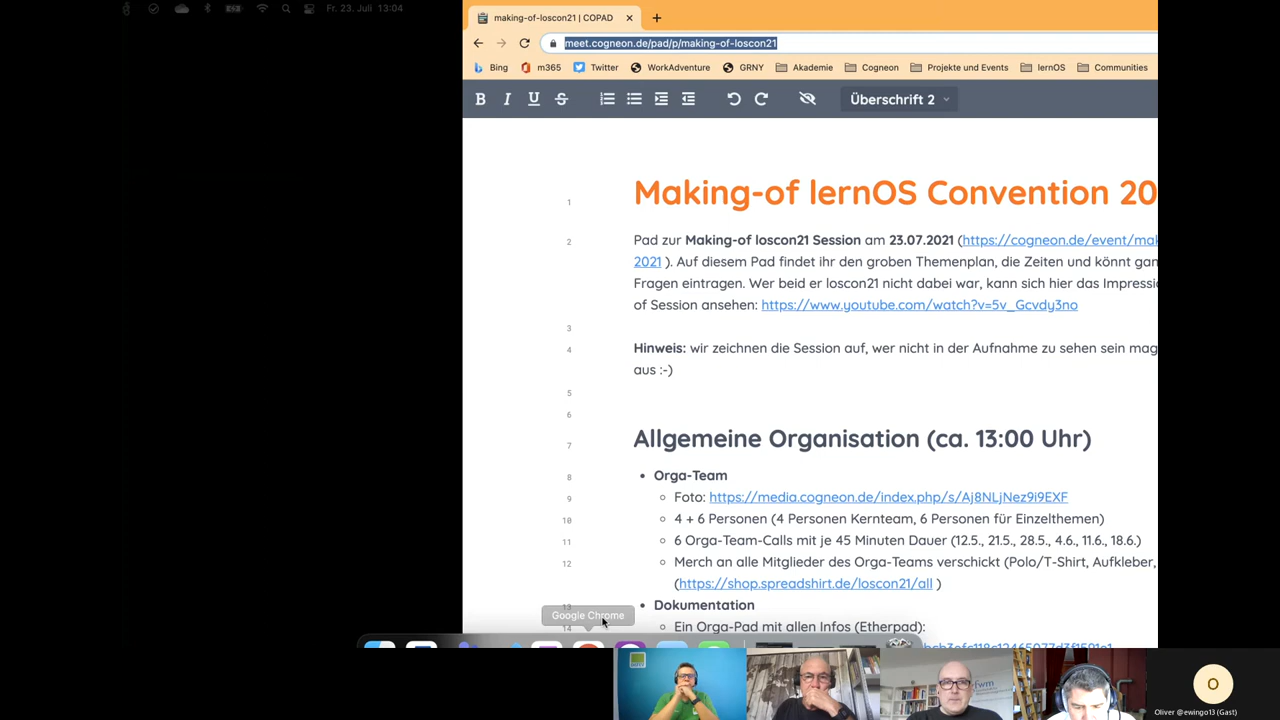 Fr. 23. Juli 13:04
making-of-loscon21 | COPAD
meet.cogneon.de/pad/p/making-of-loscon21
Bing m365 Twitter WorkAdventure GRNY Akademie Cogneon Projekte und Events lernOS Communities
B I U S Überschrift 2
1 Making-of lernOS Convention 20
2 Pad zur Making-of loscon21 Session am 23.07.2021 (https://cogneon.de/event/mak
2021 ). Auf diesem Pad findet ihr den groben Themenplan, die Zeiten und könnt gan
Fragen eintragen. Wer beid er loscon21 nicht dabei war, kann sich hier das Impressi
of Session ansehen: https://www.youtube.com/watch?v=5v_Gcvdy3no
3
4 Hinweis: wir zeichnen die Session auf, wer nicht in der Aufnahme zu sehen sein mag
aus :-)
5
6
7 Allgemeine Organisation (ca. 13:00 Uhr)
8 Orga-Team
9 Foto: https://media.cogneon.de/index.php/s/Aj8NLjNez9i9EXF
10 4 + 6 Personen (4 Personen Kernteam, 6 Personen für Einzelthemen)
11 6 Orga-Team-Calls mit je 45 Minuten Dauer (12.5., 21.5., 28.5., 4.6., 11.6., 18.6.)
12 Merch an alle Mitglieder des Orga-Teams verschickt (Polo/T-Shirt, Aufkleber,
(https://shop.spreadshirt.de/loscon21/all )
13 Dokumentation
Google Chrome
14 Ein Orga-Pad mit allen Infos (Etherpad):
fwm
O
Oliver @ewingo13 (Gast)